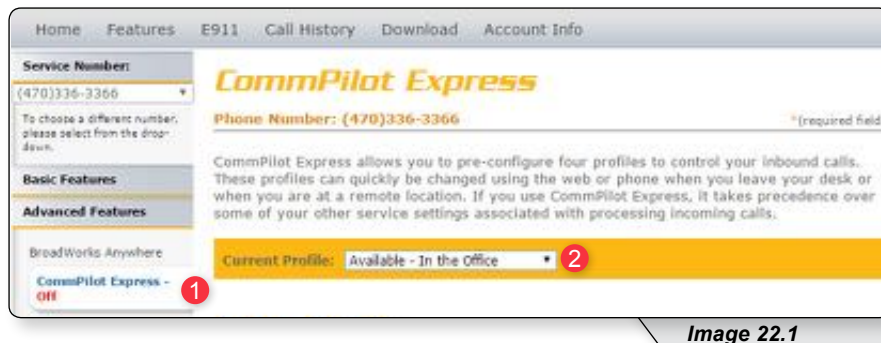 Home Features E911 Call History Download Account Info
Service Number:
(470)336-3366
To choose a different number,
please select from the drop-
down.
Basic Features
Advanced Features
BroadWorks Anywhere
CommPilot Express -
Off
1
CommPilot Express
Phone Number: (470)336-3366
*(required field
CommPilot Express allows you to pre-configure four profiles to control your inbound calls.
These profiles can quickly be changed using the web or phone when you leave your desk or
when you are at a remote location. If you use CommPilot Express, it takes precedence over
some of your other service settings associated with processing incoming calls.
Current Profile: Available - In the Office 2
Image 22.1